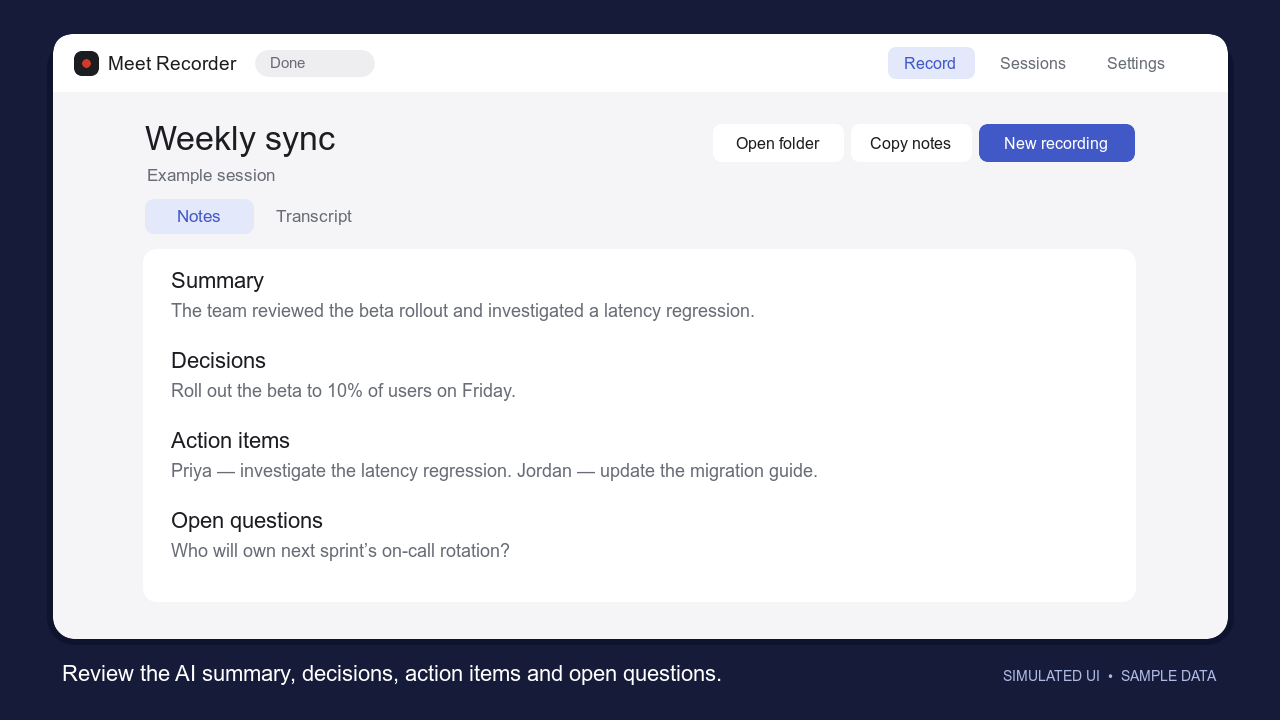 Meet Recorder
Done
Record
Sessions
Settings
Weekly sync
Open folder
Copy notes
New recording
Example session
Notes
Transcript
Summary
The team reviewed the beta rollout and investigated a latency regression.
Decisions
Roll out the beta to 10% of users on Friday.
Action items
Priya — investigate the latency regression. Jordan — update the migration guide.
Open questions
Who will own next sprint’s on-call rotation?
Review the AI summary, decisions, action items and open questions.
SIMULATED UI • SAMPLE DATA